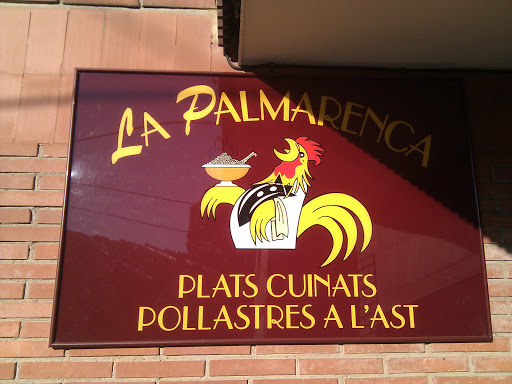 LA PALMARENCA
PLATS CUINATS
POLLASTRES A L'AST